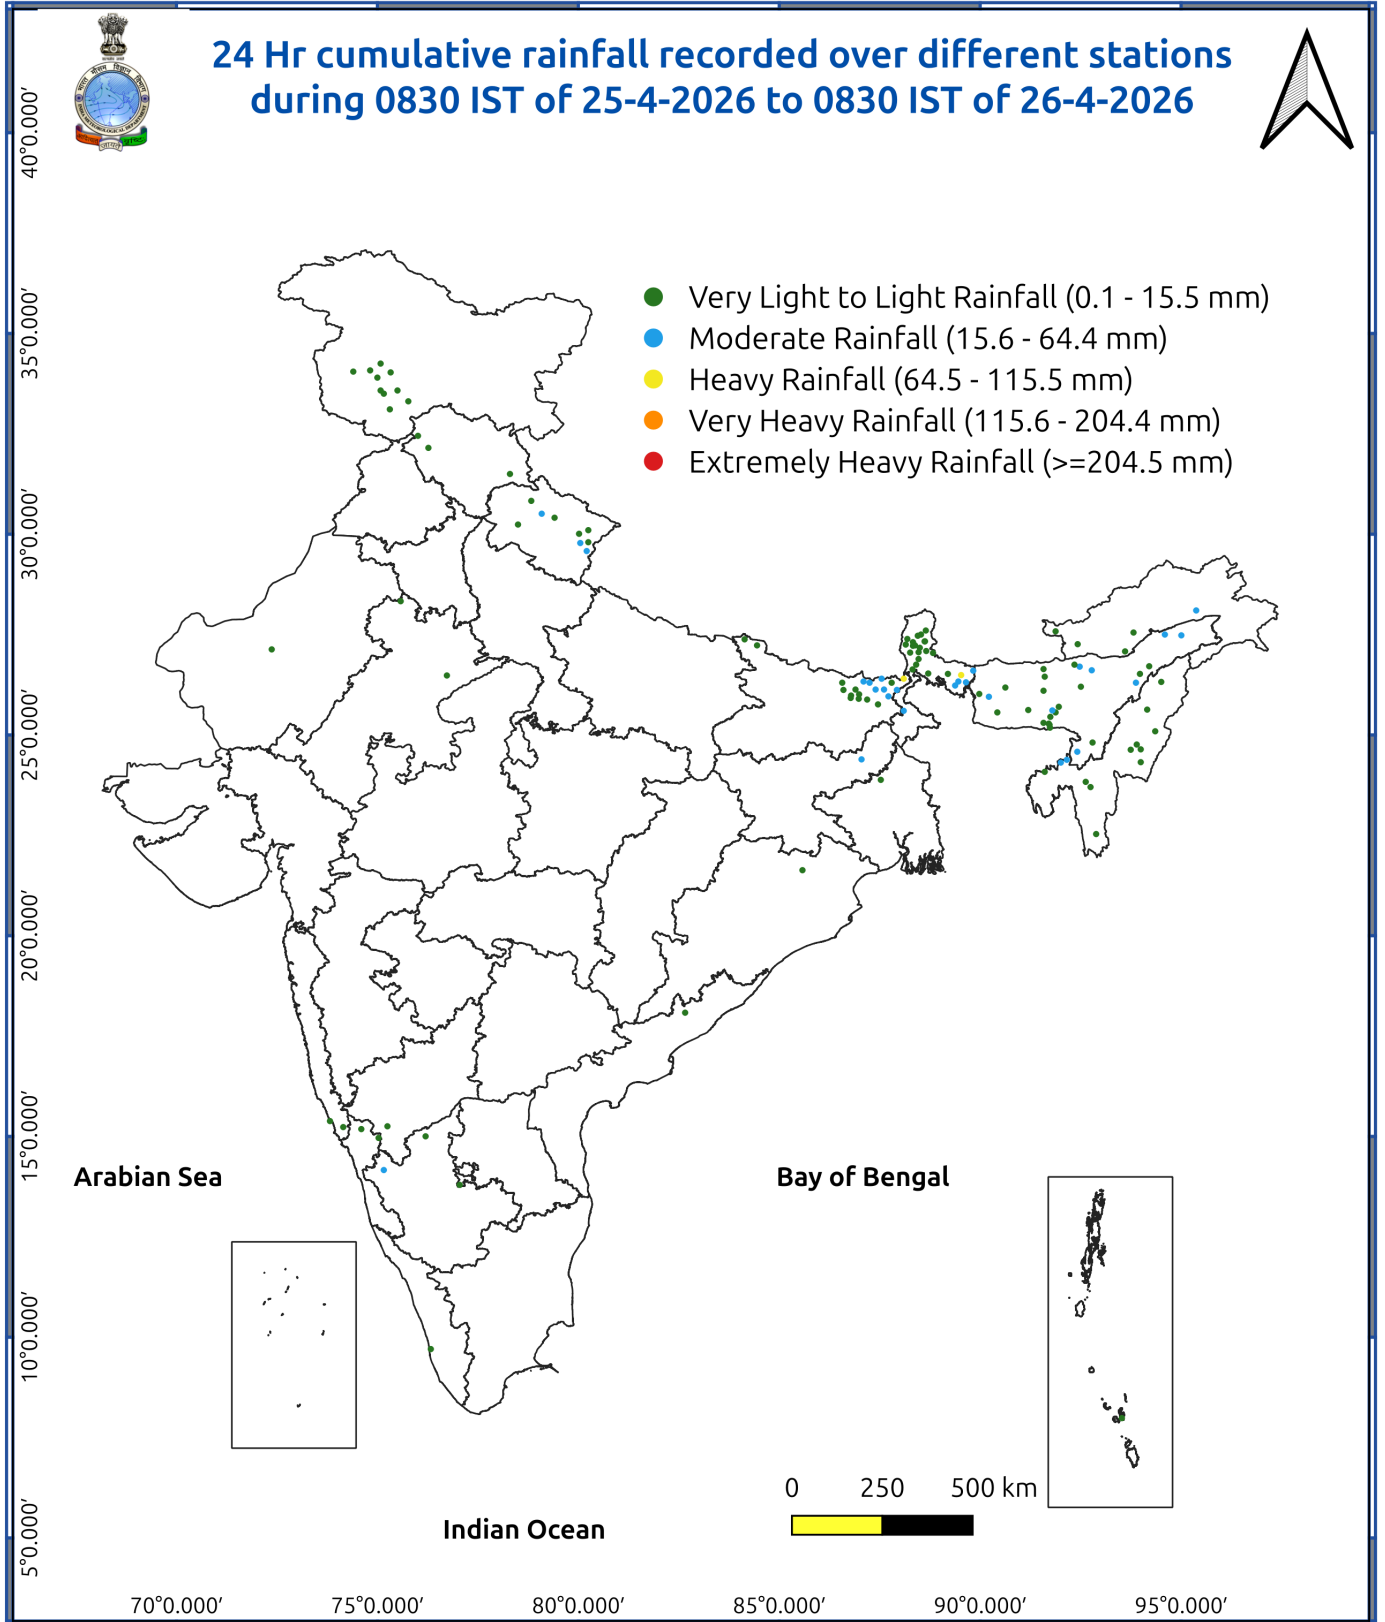 24 Hr cumulative rainfall recorded over different stations
during 0830 IST of 25-4-2026 to 0830 IST of 26-4-2026
Very Light to Light Rainfall (0.1 - 15.5 mm)
Moderate Rainfall (15.6 - 64.4 mm)
Heavy Rainfall (64.5 - 115.5 mm)
Very Heavy Rainfall (115.6 - 204.4 mm)
Extremely Heavy Rainfall (>=204.5 mm)
40°0.000′
35°0.000′
30°0.000′
25°0.000′
20°0.000′
15°0.000′
10°0.000′
5°0.000′
Arabian Sea
Bay of Bengal
Indian Ocean
0 250 500 km
70°0.000′ 75°0.000′ 80°0.000′ 85°0.000′ 90°0.000′ 95°0.000′